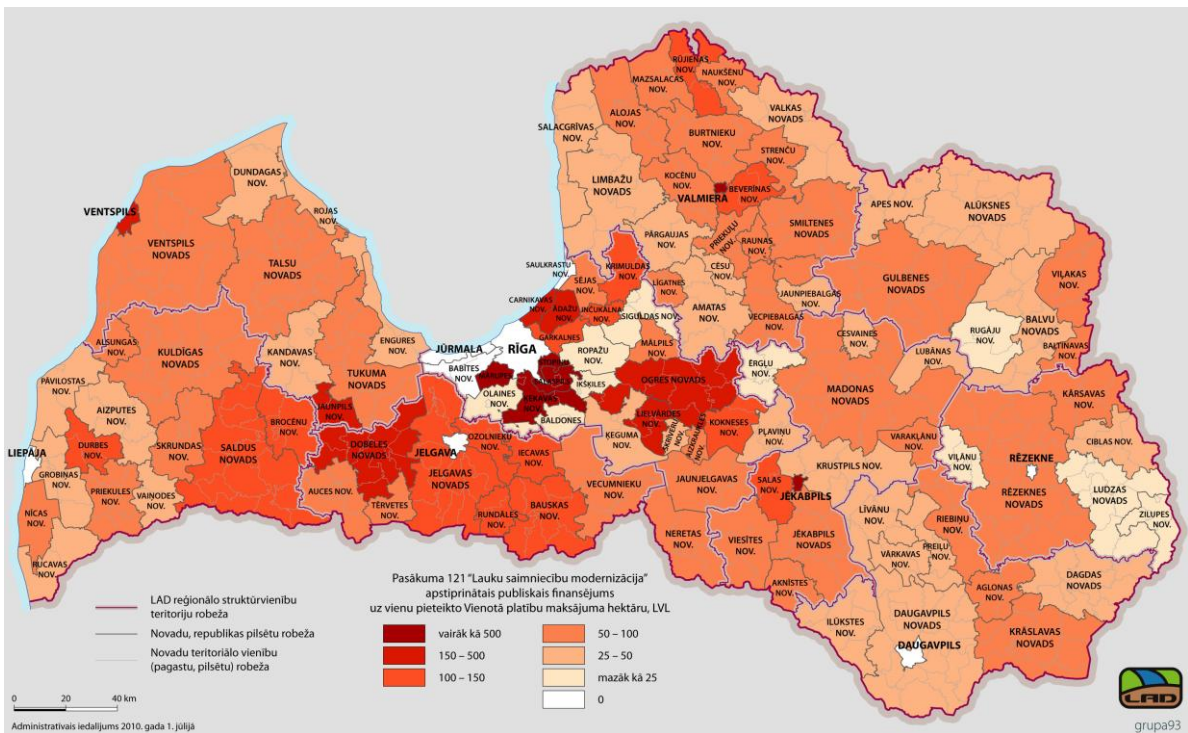 RŪJIENAS
NOV.
NAUKŠĒNU
NOV.
MAZSALACAS
NOV.
VALKAS
NOVADS
ALOJAS
NOV.
SALACGRĪVAS
NOV.
BURTNIEKU
NOV.
STRENČU
NOV.
DUNDAGAS
NOV.
LIMBAŽU
NOVADS
KOCĒNU
NOV.
BEVERĪNAS
NOV.
VALMIERA
APES NOV.
ALŪKSNES
NOVADS
ROJAS
NOV.
VENTSPILS
VENTSPILS
NOVADS
TALSU
NOVADS
PĀRGAUJAS
NOV.
PRIEKUĻU
NOV.
RAUNAS
NOV.
SMILTENES
NOVADS
SAULKRASTU
NOV.
SĒJAS
NOV.
KRIMULDAS
NOV.
LĪGATNES
NOV.
CĒSU
NOV.
GULBENES
NOVADS
VIĻAKAS
NOV.
CARNIKAVAS
NOV.
ĀDAŽU
NOV.
INČUKALNA
NOV.
SIGULDAS NOV.
AMATAS
NOV.
JAUNPIEBALGAS
NOV.
VECPIEBALGAS
NOV.
RUGĀJU
NOV.
BALVU
NOVADS
BALTINAVAS
NOV.
ALSUNGAS
NOV.
KULDĪGAS
NOVADS
KANDAVAS
NOV.
ENGURES
NOV.
JŪRMALA
RĪGA
GARKALNES
MĀLPILS
NOV.
CESVAINES
NOV.
LUBĀNAS
NOV.
BABĪTES
NOV.
ROPAŽU
NOV.
ĒRGĻU
NOV.
MADONAS
NOVADS
TUKUMA
NOVADS
PĀVILOSTAS
NOV.
AIZPUTES
NOV.
OLAINES
NOV.
ĶEKAVAS
NOV.
IKŠĶILES
OGRES NOVADS
KĀRSAVAS
NOV.
JAUNPILS
NOV.
BALDONES
LIELVĀRDES
NOV.
SKRĪVERU
NOV.
AIZKRAUKLES
NOV.
KOKNESES
NOV.
PĻAVIŅU
NOV.
VARAKĻĀNU
NOV.
CIBLAS NOV.
DURBES
NOV.
SKRUNDAS
NOV.
SALDUS
NOVADS
BROCĒNU
NOV.
DOBELES
NOVADS
JELGAVA
OZOLNIEKU
NOV.
IECAVAS
NOV.
ĶEGUMA
NOV.
VIĻĀNU
NOV.
RĒZEKNE
LIEPĀJA
GROBIŅAS
NOV.
PRIEKULES
NOV.
VAIŅODES
NOV.
AUCES NOV.
TĒRVETES
NOV.
JELGAVAS
NOVADS
VECUMNIEKU
NOV.
JAUNJELGAVAS
NOV.
SALAS
NOV.
JĒKABPILS
KRUSTPILS NOV.
RĒZEKNES
NOVADS
LUDZAS
NOVADS
ZILUPES
NOV.
NĪCAS
NOV.
RUNDĀLES
NOV.
BAUSKAS
NOV.
LĪVĀNU
NOV.
RIEBIŅU
NOV.
PREIĻU
NOV.
VĀRKAVAS
NOV.
NERETAS
NOV.
VIESĪTES
NOV.
JĒKABPILS
NOVADS
RUCAVAS
NOV.
AKNĪSTES
NOV.
AGLONAS
NOV.
DAGDAS
NOVADS
ILŪKSTES
NOV.
DAUGAVPILS
NOVADS
DAUGAVPILS
KRĀSLAVAS
NOVADS
LAD reģionālo struktūrvienību
teritoriju robeža
Novadu, republikas pilsētu robeža
Novadu teritoriālo vienību
(pagastu, pilsētu) robeža
0 20 40 km
Administratīvais iedalījums 2010. gada 1. jūlijā
Pasākuma 121 "Lauku saimniecību modernizācija"
apstiprinātais publiskais finansējums
uz vienu pieteikto Vienotā platību maksājuma hektāru, LVL
vairāk kā 500
150 – 500
100 – 150
50 – 100
25 – 50
mazāk kā 25
0
LAD
grupa93